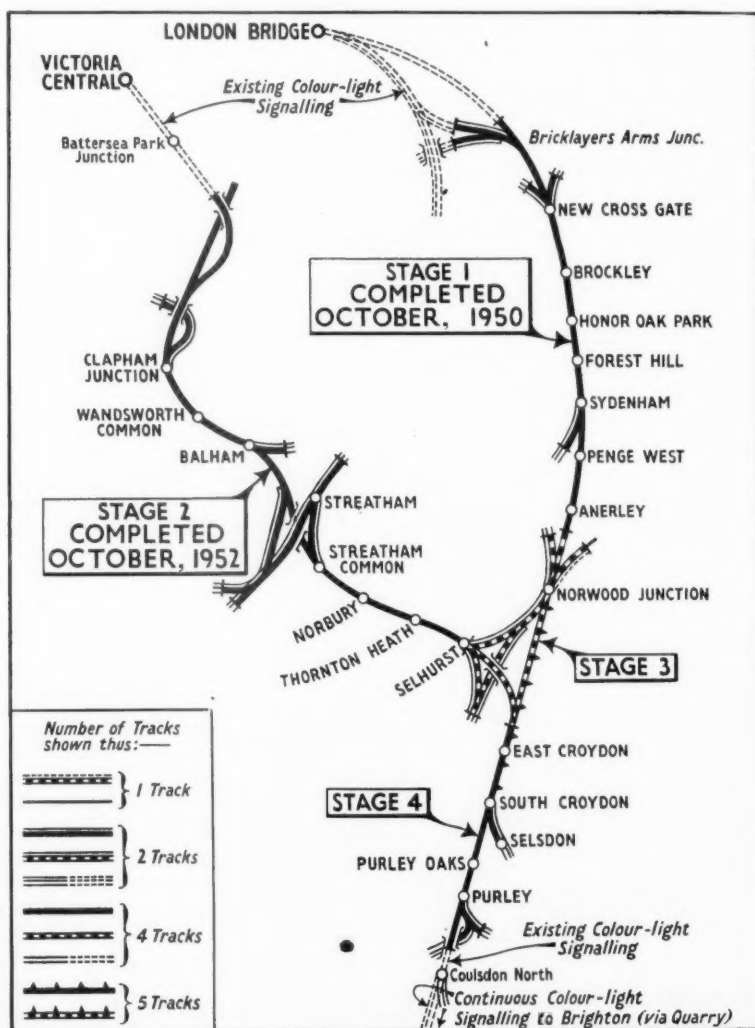 LONDON BRIDGE
VICTORIA
CENTRAL
Existing Colour-light
Signalling
Battersea Park
Junction
Bricklayers Arms Junc.
NEW CROSS GATE
STAGE 1
COMPLETED
OCTOBER, 1950
BROCKLEY
HONOR OAK PARK
FOREST HILL
CLAPHAM
JUNCTION
SYDENHAM
WANDSWORTH
COMMON
BALHAM
PENGE WEST
STAGE 2
COMPLETED
OCTOBER, 1952
STREATHAM
ANERLEY
STREATHAM
COMMON
NORWOOD JUNCTION
NORBURY
THORNTON HEATH
SELHURST
STAGE 3
EAST CROYDON
STAGE 4
SOUTH CROYDON
SELSDON
PURLEY OAKS
PURLEY
Existing Colour-light
Signalling
Coulsdon North
Continuous Colour-light
Signalling to Brighton (via Quarry)
Number of Tracks
shown thus:—
1 Track
2 Tracks
4 Tracks
5 Tracks